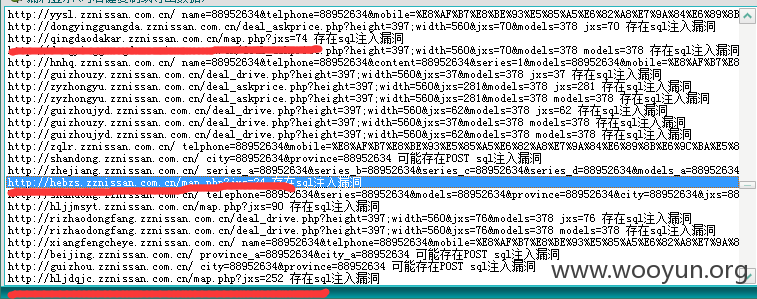 http://yysl.zznissan.com.cn/ name=88952634&telphone=88952634&mobile=%E8%AF%B7%E8%BE%93%E5%85%A5%E6%82%A8%E7%9A%84%E6%89%8B
http://dongyingguangda.zznissan.com.cn/deal_askprice.php?height=397;width=560&jxs=70&models=378 jxs=70 存在sql注入漏洞
http://qingdaodakar.zznissan.com.cn/map.php?jxs=74 存在sql注入漏洞
php?height=397;width=560&jxs=70&models=378 models=378 存在sql注入漏洞
http://hnhq.zznissan.com.cn/ name=88952634&telphone=88952634&content=88952634&series=1&models=88952634&mobile=%E8%AF%B7%
http://guizhouzy.zznissan.com.cn/deal_drive.php?height=397;width=560&jxs=37&models=378 jxs=37 存在sql注入漏洞
http://zyzhongyu.zznissan.com.cn/deal_askprice.php?height=397;width=560&jxs=281&models=378 jxs=281 存在sql注入漏洞
http://zyzhongyu.zznissan.com.cn/deal_askprice.php?height=397;width=560&jxs=281&models=378 models=378 存在sql注入漏洞
http://guizhoujyd.zznissan.com.cn/deal_drive.php?height=397;width=560&jxs=62&models=378 jxs=62 存在sql注入漏洞
http://guizhouzy.zznissan.com.cn/deal_drive.php?height=397;width=560&jxs=37&models=378 models=378 存在sql注入漏洞
http://guizhoujyd.zznissan.com.cn/deal_drive.php?height=397;width=560&jxs=62&models=378 models=378 存在sql注入漏洞
http://zqlr.zznissan.com.cn/ telphone=88952634&mobile=%E8%AF%B7%E8%BE%93%E5%85%A5%E6%82%A8%E7%9A%84%E6%89%8B%E6%9C%BA%E5
http://shandong.zznissan.com.cn/ city=88952634&province=88952634 可能存在POST sql注入漏洞
http://zhejiang.zznissan.com.cn/ series_a=88952634&series_b=88952634&series_c=88952634&series_d=88952634&models_a=889526
http://hebzs.zznissan.com.cn/map.php?jxs=24 存在sql注入漏洞
zznissan.com.cn/ telephone=88952634&series=88952634&models=88952634&province=88952634&city=88952634&jxs=
http://hljjmsyt.zznissan.com.cn/map.php?jxs=90 存在sql注入漏洞
http://rizhaodongfang.zznissan.com.cn/deal_drive.php?height=397;width=560&jxs=76&models=378 jxs=76 存在sql注入漏洞
http://rizhaodongfang.zznissan.com.cn/deal_drive.php?height=397;width=560&jxs=76&models=378 models=378 存在sql注入漏洞
http://xiangfengcheye.zznissan.com.cn/ name=88952634&telphone=88952634&mobile=%E8%AF%B7%E8%BE%93%E5%85%A5%E6%82%A8%E7%9A
http://beijing.zznissan.com.cn/ province_a=88952634&city_a=88952634 可能存在POST sql注入漏洞
http://guizhou.zznissan.com.cn/ city=88952634&province=88952634 可能存在POST sql注入漏洞
http://hljdqjc.zznissan.com.cn/map.php?jxs=252 存在sql注入漏洞
www.wooyun.org